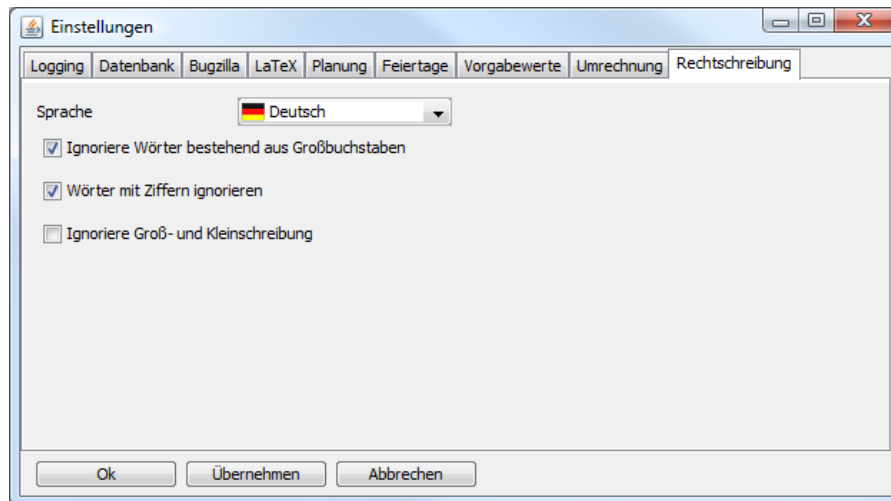 Einstellungen
Logging Datenbank Bugzilla LaTeX Planung Feiertage Vorgabewerte Umrechnung Rechtschreibung
Sprache Deutsch
Ignoriere Wörter bestehend aus Großbuchstaben
Wörter mit Ziffern ignorieren
Ignoriere Groß- und Kleinschreibung
Ok Übernehmen Abbrechen